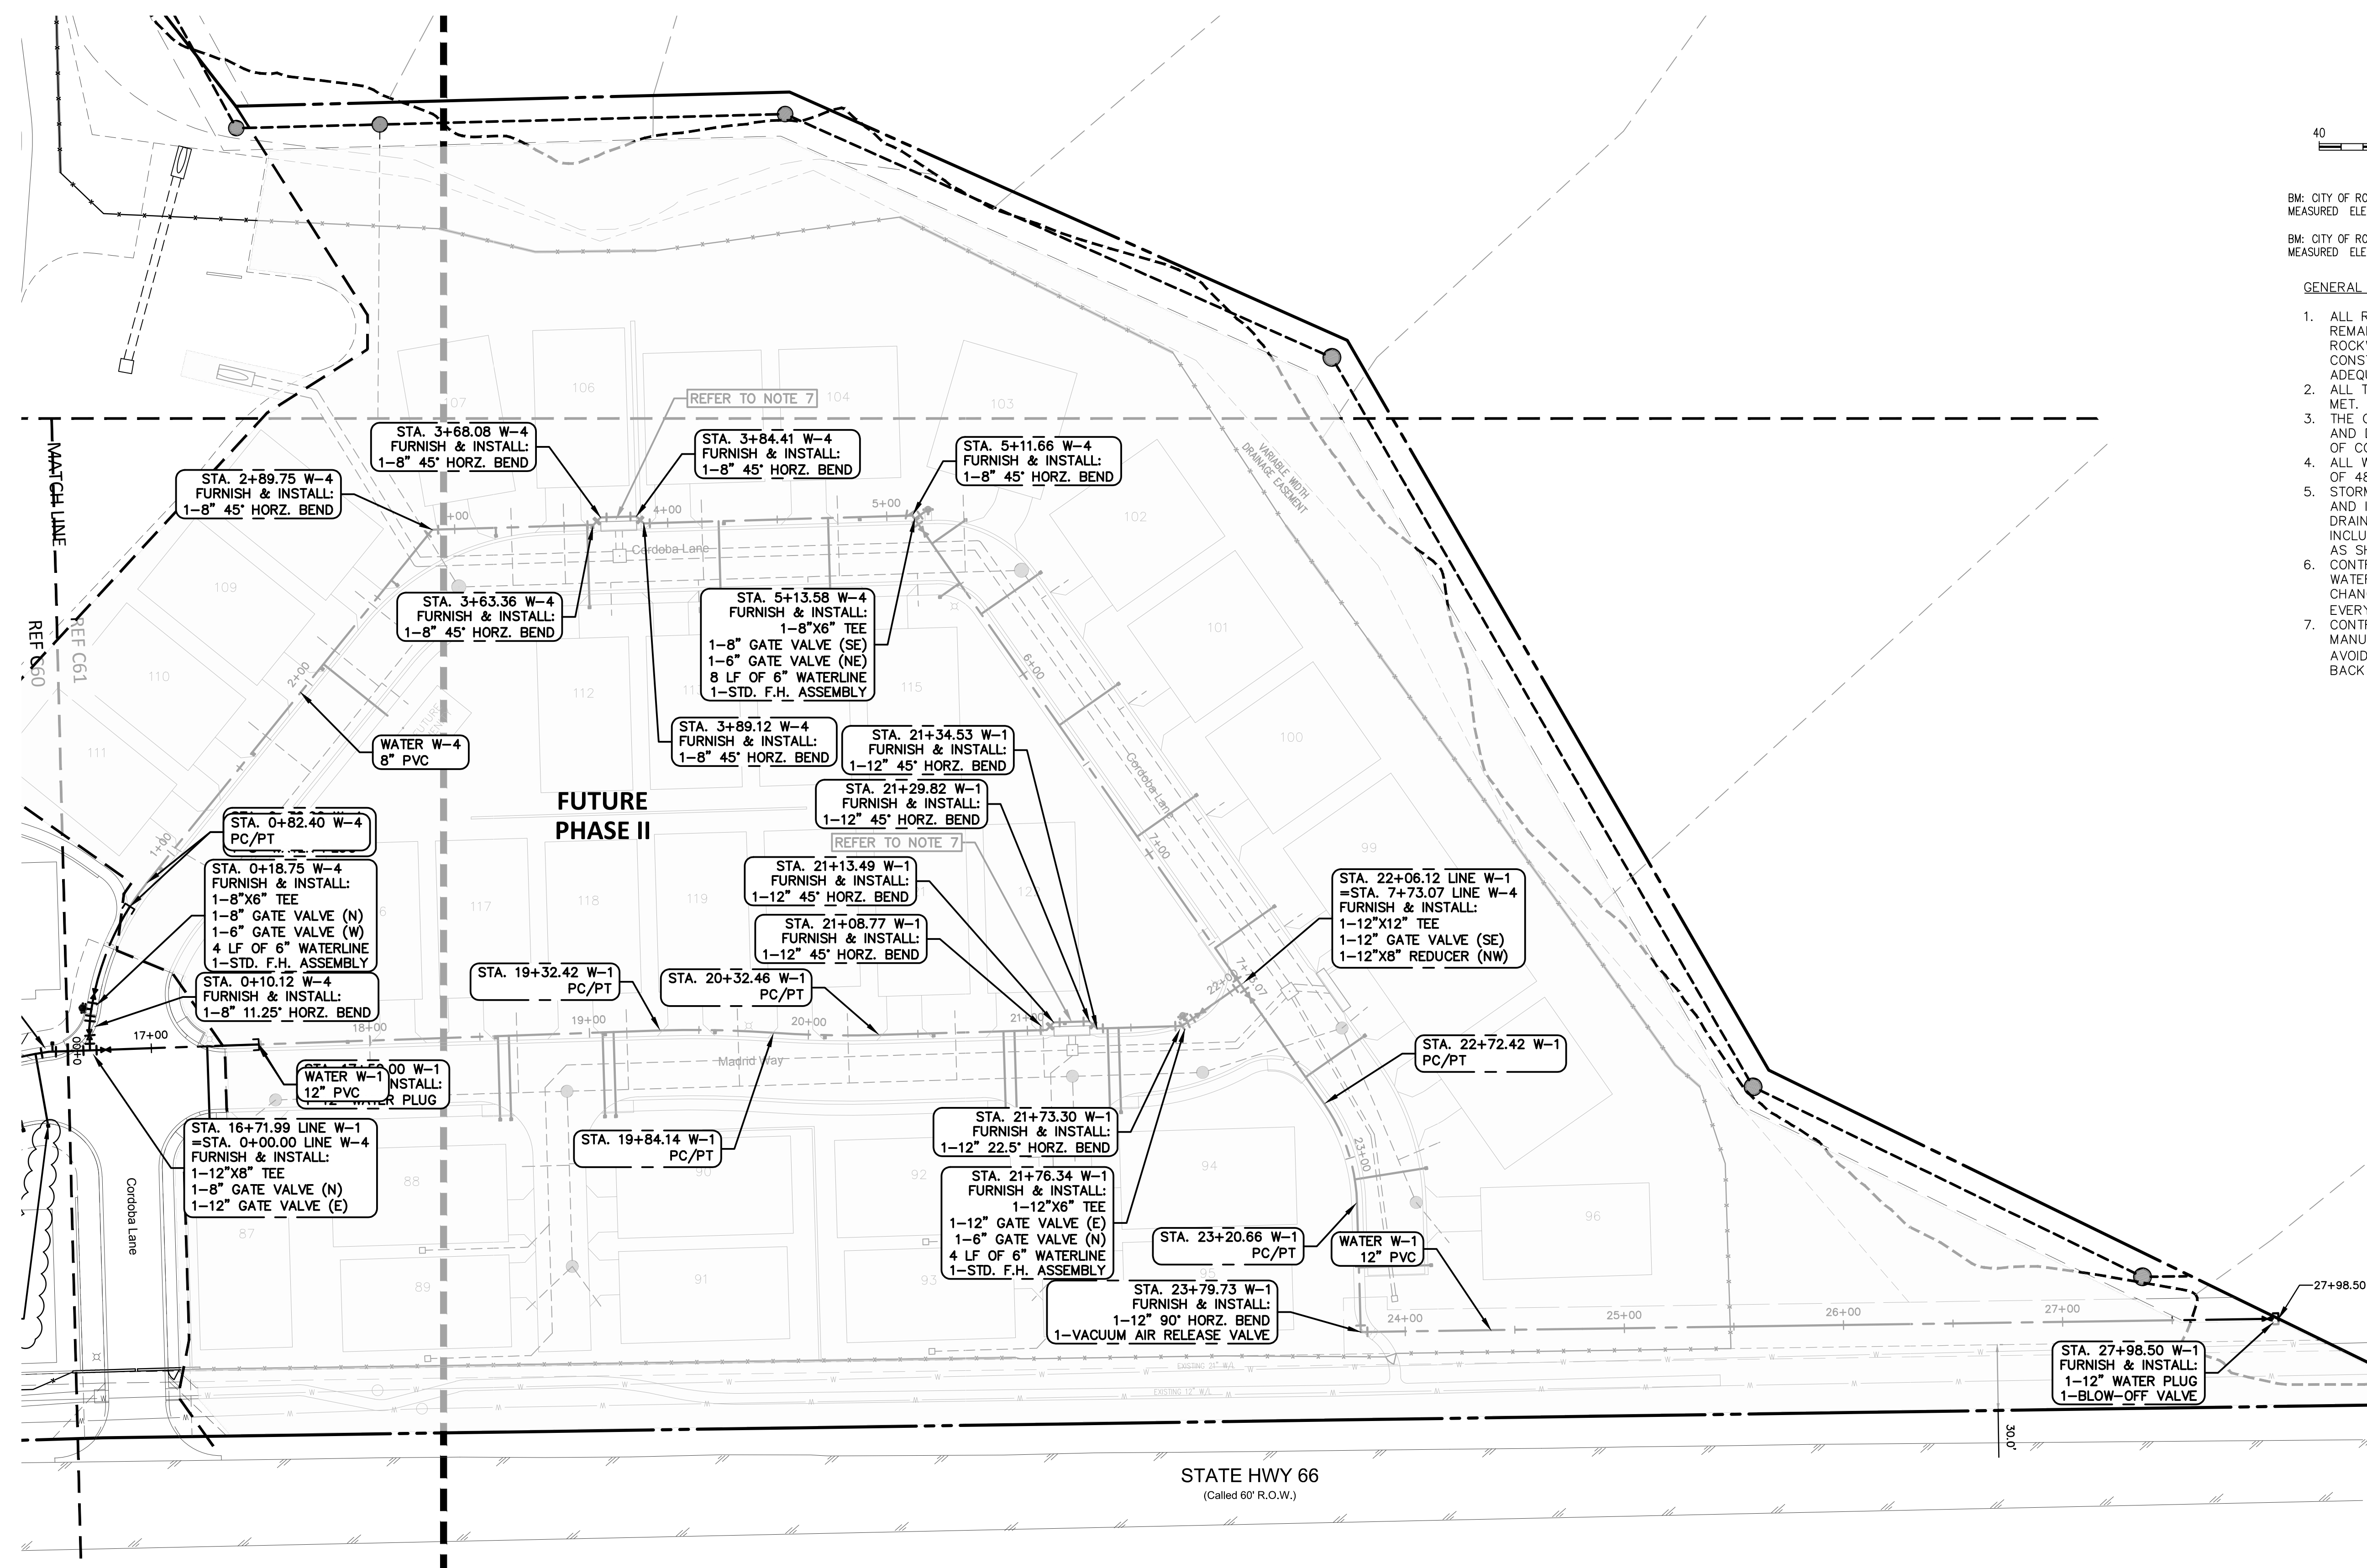 40
BM: CITY OF RO
MEASURED ELE
BM: CITY OF RO
MEASURED ELE
GENERAL
1. ALL R
REMA
ROCKW
CONST
ADEQU
2. ALL T
MET.
3. THE C
AND D
OF CO
4. ALL W
OF 48
5. STORM
AND I
DRAIN
INCLU
AS SH
6. CONTR
WATER
CHANG
EVERY
7. CONTR
MANU
AVOID
BACK
107
106
REFER TO NOTE 7
104
103
STA. 3+68.08 W-4
FURNISH & INSTALL:
1-8" 45° HORZ. BEND
STA. 3+84.41 W-4
FURNISH & INSTALL:
1-8" 45° HORZ. BEND
STA. 5+11.66 W-4
FURNISH & INSTALL:
1-8" 45° HORZ. BEND
VARIABLE WIDTH
DRAINAGE EASEMENT
MATCH LINE
STA. 2+89.75 W-4
FURNISH & INSTALL:
1-8" 45° HORZ. BEND
+00
4+00
5+00
102
Cordoba Lane
109
STA. 3+63.36 W-4
FURNISH & INSTALL:
1-8" 45° HORZ. BEND
STA. 5+13.58 W-4
FURNISH & INSTALL:
1-8"X6" TEE
1-8" GATE VALVE (SE)
1-6" GATE VALVE (NE)
8 LF OF 6" WATERLINE
1-STD. F.H. ASSEMBLY
101
REF C60
REF C61
110
2+00
6+00
112
115
111
WATER W-4
8" PVC
STA. 3+89.12 W-4
FURNISH & INSTALL:
1-8" 45° HORZ. BEND
STA. 21+34.53 W-1
FURNISH & INSTALL:
1-12" 45° HORZ. BEND
100
Cordoba Lane
FUTURE
PHASE II
STA. 21+29.82 W-1
FURNISH & INSTALL:
1-12" 45° HORZ. BEND
REFER TO NOTE 7
STA. 0+82.40 W-4
PC/PT
1+00
7+00
99
STA. 0+18.75 W-4
FURNISH & INSTALL:
1-8"X6" TEE
1-8" GATE VALVE (N)
1-6" GATE VALVE (W)
4 LF OF 6" WATERLINE
1-STD. F.H. ASSEMBLY
117
118
119
STA. 21+13.49 W-1
FURNISH & INSTALL:
1-12" 45° HORZ. BEND
STA. 22+06.12 LINE W-1
=STA. 7+73.07 LINE W-4
FURNISH & INSTALL:
1-12"X12" TEE
1-12" GATE VALVE (SE)
1-12"X8" REDUCER (NW)
STA. 21+08.77 W-1
FURNISH & INSTALL:
1-12" 45° HORZ. BEND
STA. 0+10.12 W-4
FURNISH & INSTALL:
1-8" 11.25° HORZ. BEND
STA. 19+32.42 W-1
PC/PT
STA. 20+32.46 W-1
PC/PT
22+00
0+00
17+00
18+00
19+00
20+00
21+00
Madrid Way
STA. 22+72.42 W-1
PC/PT
WATER W-1
12" PVC
STA. 16+71.99 LINE W-1
=STA. 0+00.00 LINE W-4
FURNISH & INSTALL:
1-12"X8" TEE
1-8" GATE VALVE (N)
1-12" GATE VALVE (E)
STA. 19+84.14 W-1
PC/PT
STA. 21+73.30 W-1
FURNISH & INSTALL:
1-12" 22.5° HORZ. BEND
23+00
88
90
92
94
STA. 21+76.34 W-1
FURNISH & INSTALL:
1-12"X6" TEE
1-12" GATE VALVE (E)
1-6" GATE VALVE (N)
4 LF OF 6" WATERLINE
1-STD. F.H. ASSEMBLY
Cordoba Lane
87
96
STA. 23+20.66 W-1
PC/PT
WATER W-1
12" PVC
89
91
93
95
STA. 23+79.73 W-1
FURNISH & INSTALL:
1-12" 90° HORZ. BEND
1-VACUUM AIR RELEASE VALVE
24+00
25+00
26+00
27+00
27+98.50
STA. 27+98.50 W-1
FURNISH & INSTALL:
1-12" WATER PLUG
1-BLOW-OFF VALVE
EXISTING 21" W/L
EXISTING 12" W/L
30.0'
STATE HWY 66
(Called 60' R.O.W.)